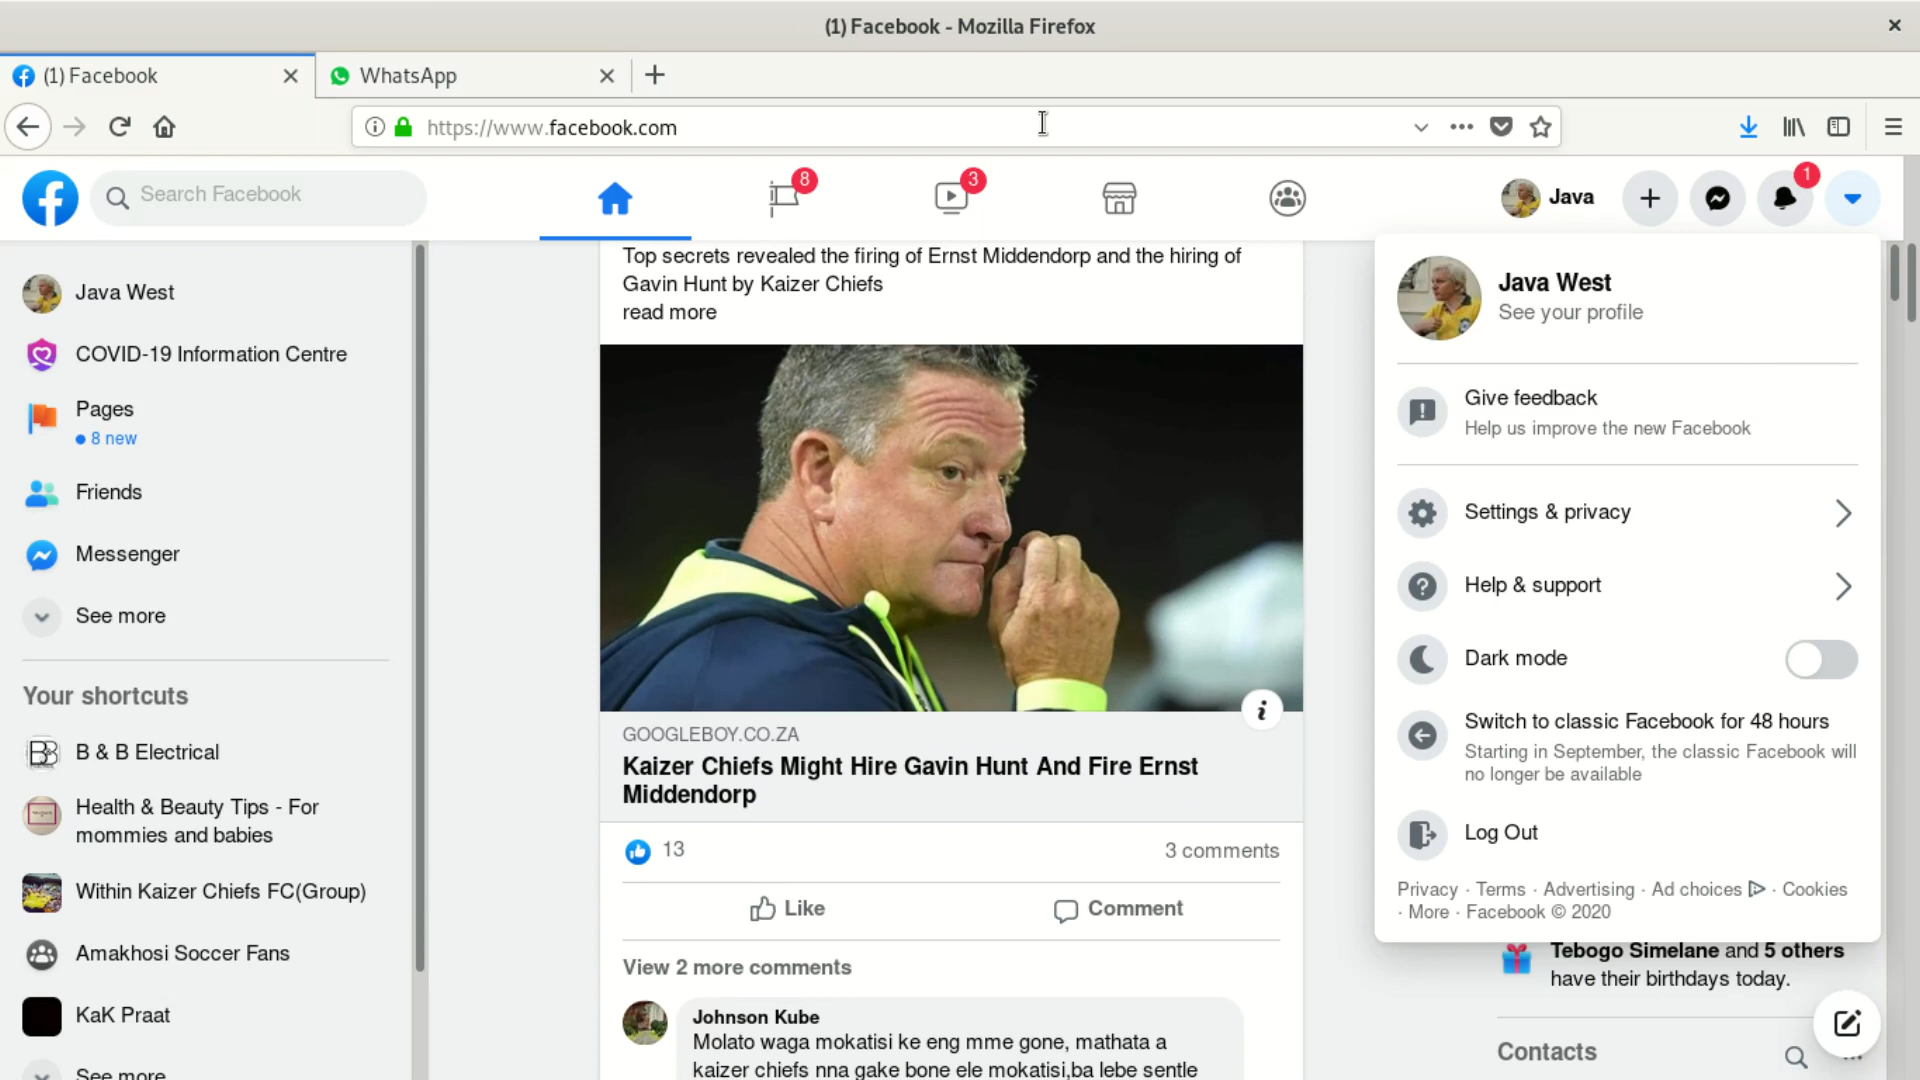 (1) Facebook - Mozilla Firefox
(1) Facebook
WhatsApp
https://www.facebook.com
Search Facebook
8
3
Java
1
Java West
COVID-19 Information Centre
Pages
8 new
Friends
Messenger
See more
Your shortcuts
B & B Electrical
Health & Beauty Tips - For
mommies and babies
Within Kaizer Chiefs FC(Group)
Amakhosi Soccer Fans
KaK Praat
See more
Top secrets revealed the firing of Ernst Middendorp and the hiring of
Gavin Hunt by Kaizer Chiefs
read more
GOOGLEBOY.CO.ZA
Kaizer Chiefs Might Hire Gavin Hunt And Fire Ernst
Middendorp
13
3 comments
Like
Comment
View 2 more comments
Johnson Kube
Molato waga mokatisi ke eng mme gone, mathata a
kaizer chiefs nna gake bone ele mokatisi,ba lebe sentle
Java West
See your profile
Give feedback
Help us improve the new Facebook
Settings & privacy
Help & support
Dark mode
Switch to classic Facebook for 48 hours
Starting in September, the classic Facebook will
no longer be available
Log Out
Privacy · Terms · Advertising · Ad choices · Cookies
· More · Facebook © 2020
Tebogo Simelane and 5 others
have their birthdays today.
Contacts